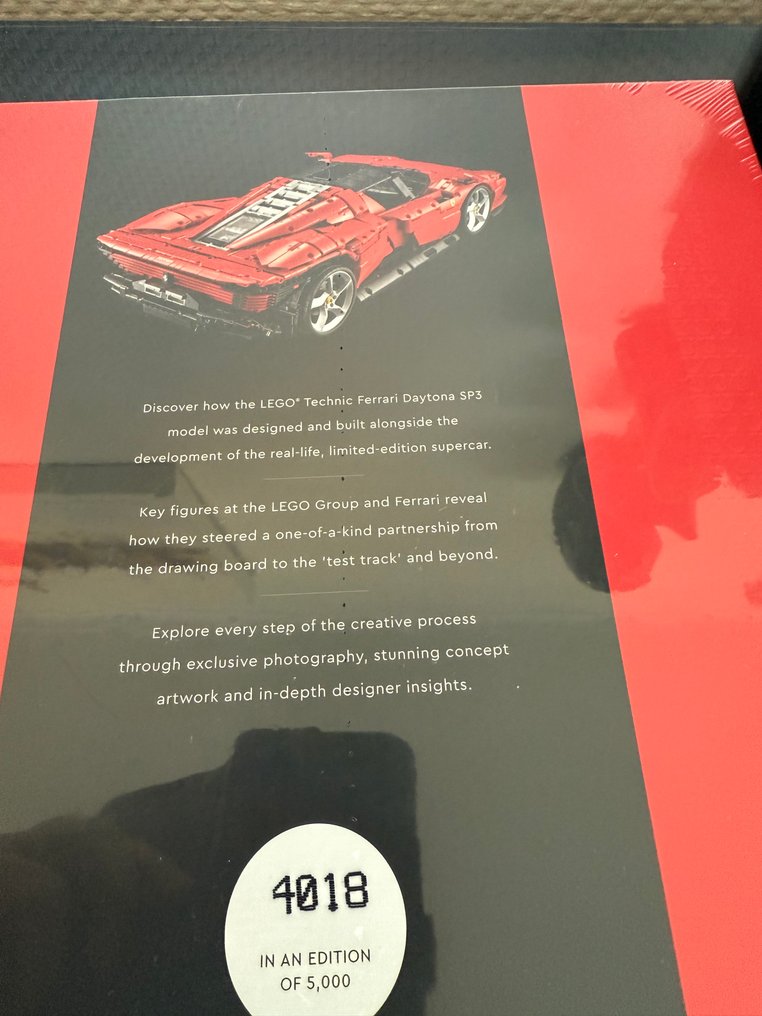 Discover how the LEGO® Technic Ferrari Daytona SP3
model was designed and built alongside the
development of the real-life, limited-edition supercar.
Key figures at the LEGO Group and Ferrari reveal
how they steered a one-of-a-kind partnership from
the drawing board to the 'test track' and beyond.
Explore every step of the creative process
through exclusive photography, stunning concept
artwork and in-depth designer insights.
4018
IN AN EDITION
OF 5,000